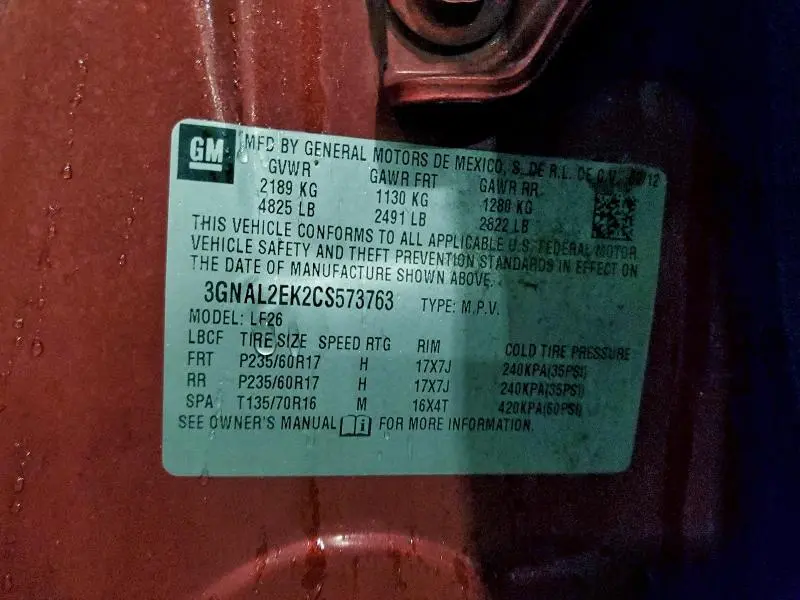 GM
MFD BY GENERAL MOTORS DE MEXICO, S. DE R.L. DE C.V. /12
GVWR* GAWR FRT GAWR RR
2189 KG 1130 KG 1280 KG
4825 LB 2491 LB 2822 LB
THIS VEHICLE CONFORMS TO ALL APPLICABLE U.S. FEDERAL MOTOR
VEHICLE SAFETY AND THEFT PREVENTION STANDARDS IN EFFECT ON
THE DATE OF MANUFACTURE SHOWN ABOVE.
3GNAL2EK2CS573763 TYPE: M.P.V.
MODEL: LF26
LBCF TIRE SIZE SPEED RTG RIM COLD TIRE PRESSURE
FRT P235/60R17 H 17X7J 240KPA(35PSI)
RR P235/60R17 H 17X7J 240KPA(35PSI)
SPA T135/70R16 M 16X4T 420KPA(60PSI)
SEE OWNER'S MANUAL FOR MORE INFORMATION.